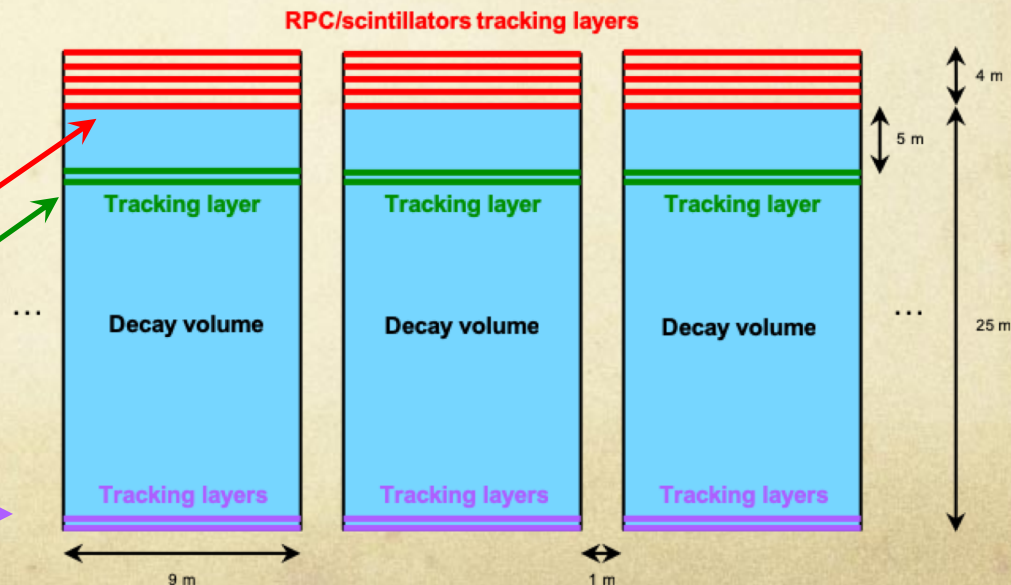 RPC/scintillators tracking layers
4 m
5 m
Tracking layer Tracking layer Tracking layer
... ...
Decay volume Decay volume Decay volume
25 m
Tracking layers Tracking layers Tracking layers
9 m 1 m